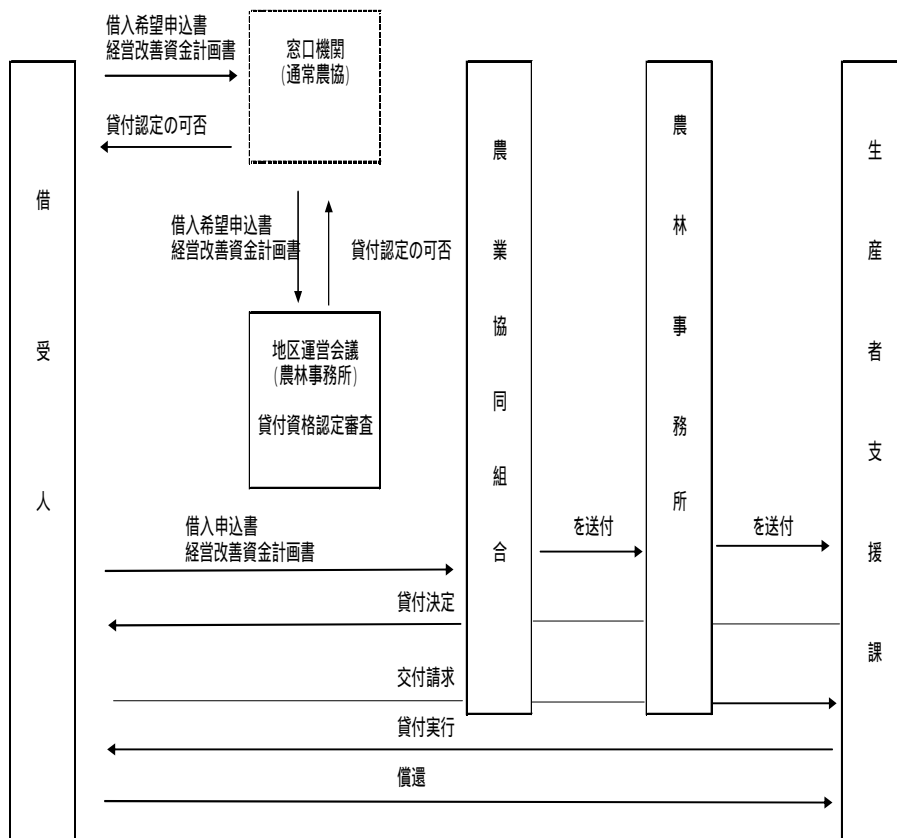 借入希望申込書
経営改善資金計画書
窓口機関
(通常農協)
貸付認定の可否
借受人
農業協同組合
農林事務所
生産者支援課
借入希望申込書
経営改善資金計画書
貸付認定の可否
地区運営会議
(農林事務所)
貸付資格認定審査
借入申込書
経営改善資金計画書
を送付
を送付
貸付決定
交付請求
貸付実行
償還